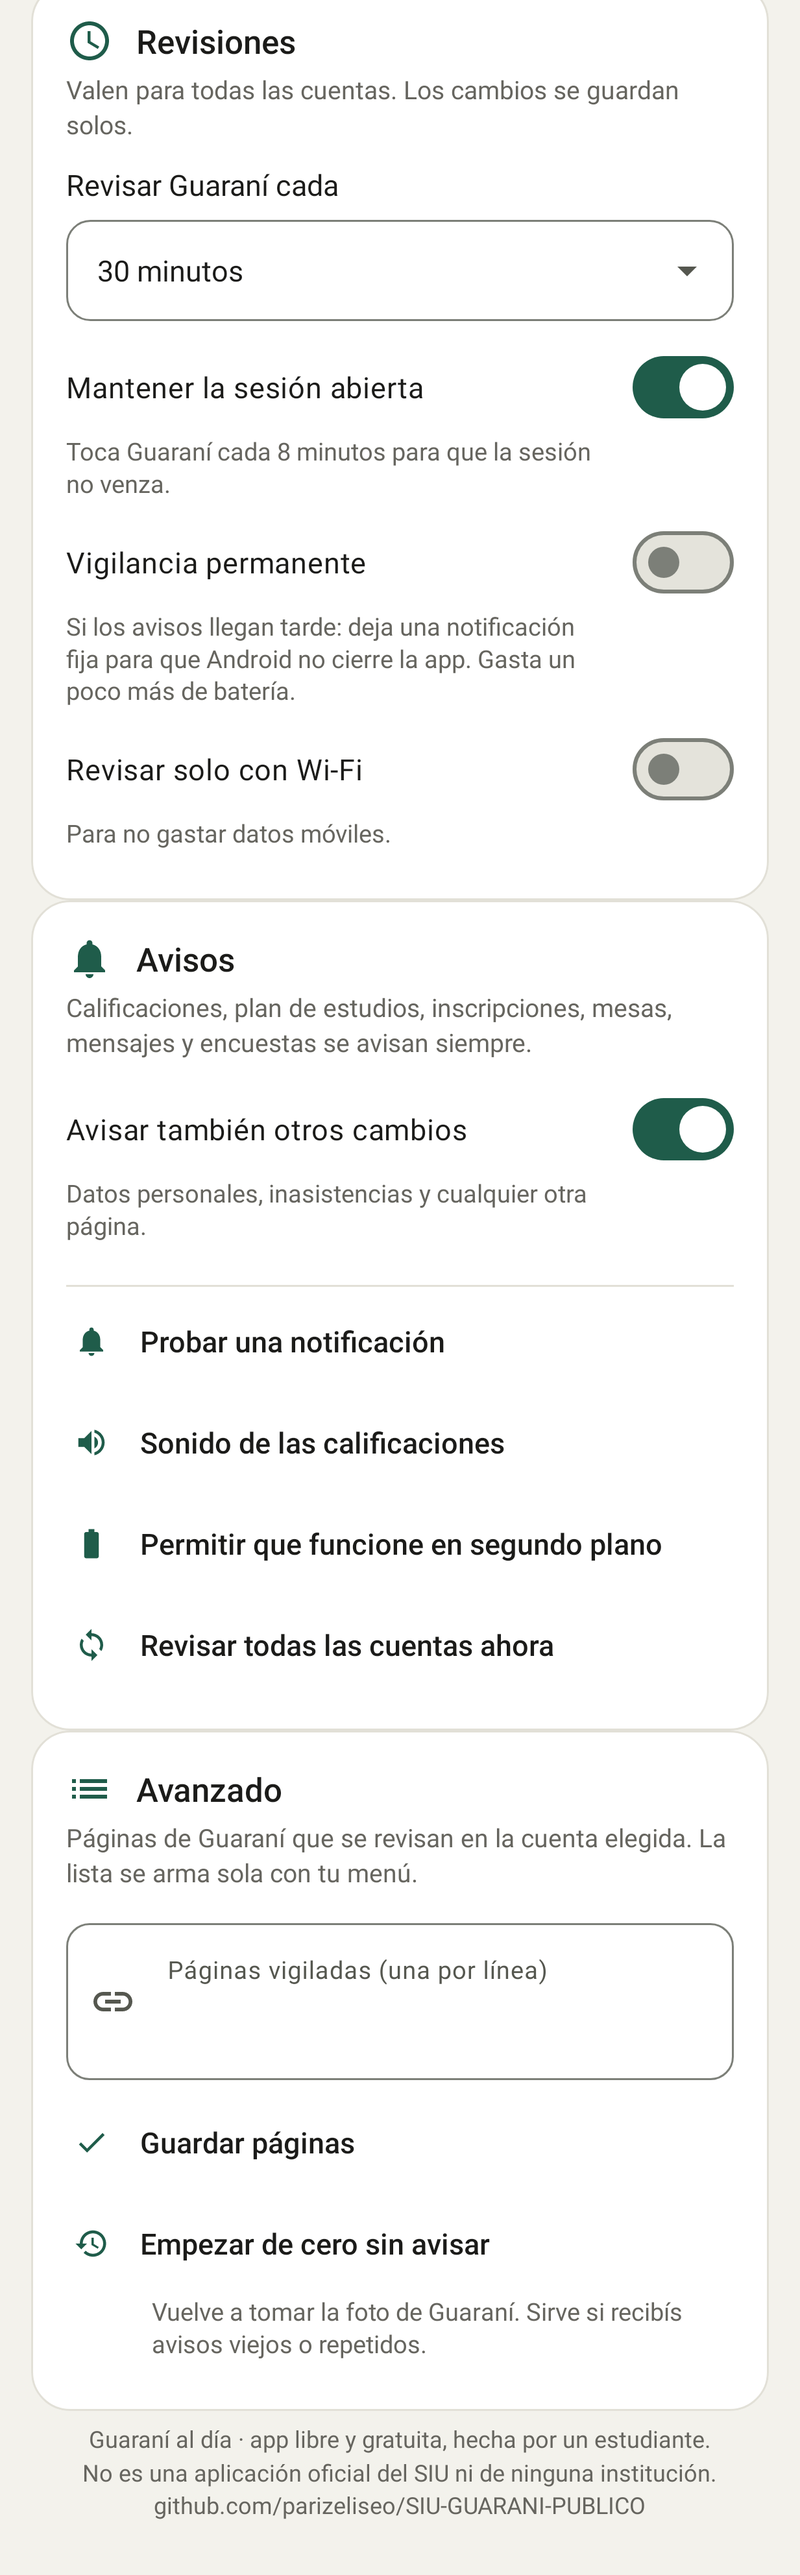 Revisiones
Valen para todas las cuentas. Los cambios se guardan
solos.
Revisar Guaraní cada
30 minutos
Mantener la sesión abierta
Toca Guaraní cada 8 minutos para que la sesión
no venza.
Vigilancia permanente
Si los avisos llegan tarde: deja una notificación
fija para que Android no cierre la app. Gasta un
poco más de batería.
Revisar solo con Wi-Fi
Para no gastar datos móviles.
Avisos
Calificaciones, plan de estudios, inscripciones, mesas,
mensajes y encuestas se avisan siempre.
Avisar también otros cambios
Datos personales, inasistencias y cualquier otra
página.
Probar una notificación
Sonido de las calificaciones
Permitir que funcione en segundo plano
Revisar todas las cuentas ahora
Avanzado
Páginas de Guaraní que se revisan en la cuenta elegida. La
lista se arma sola con tu menú.
Páginas vigiladas (una por línea)
Guardar páginas
Empezar de cero sin avisar
Vuelve a tomar la foto de Guaraní. Sirve si recibís
avisos viejos o repetidos.
Guaraní al día · app libre y gratuita, hecha por un estudiante.
No es una aplicación oficial del SIU ni de ninguna institución.
github.com/parizeliseo/SIU-GUARANI-PUBLICO